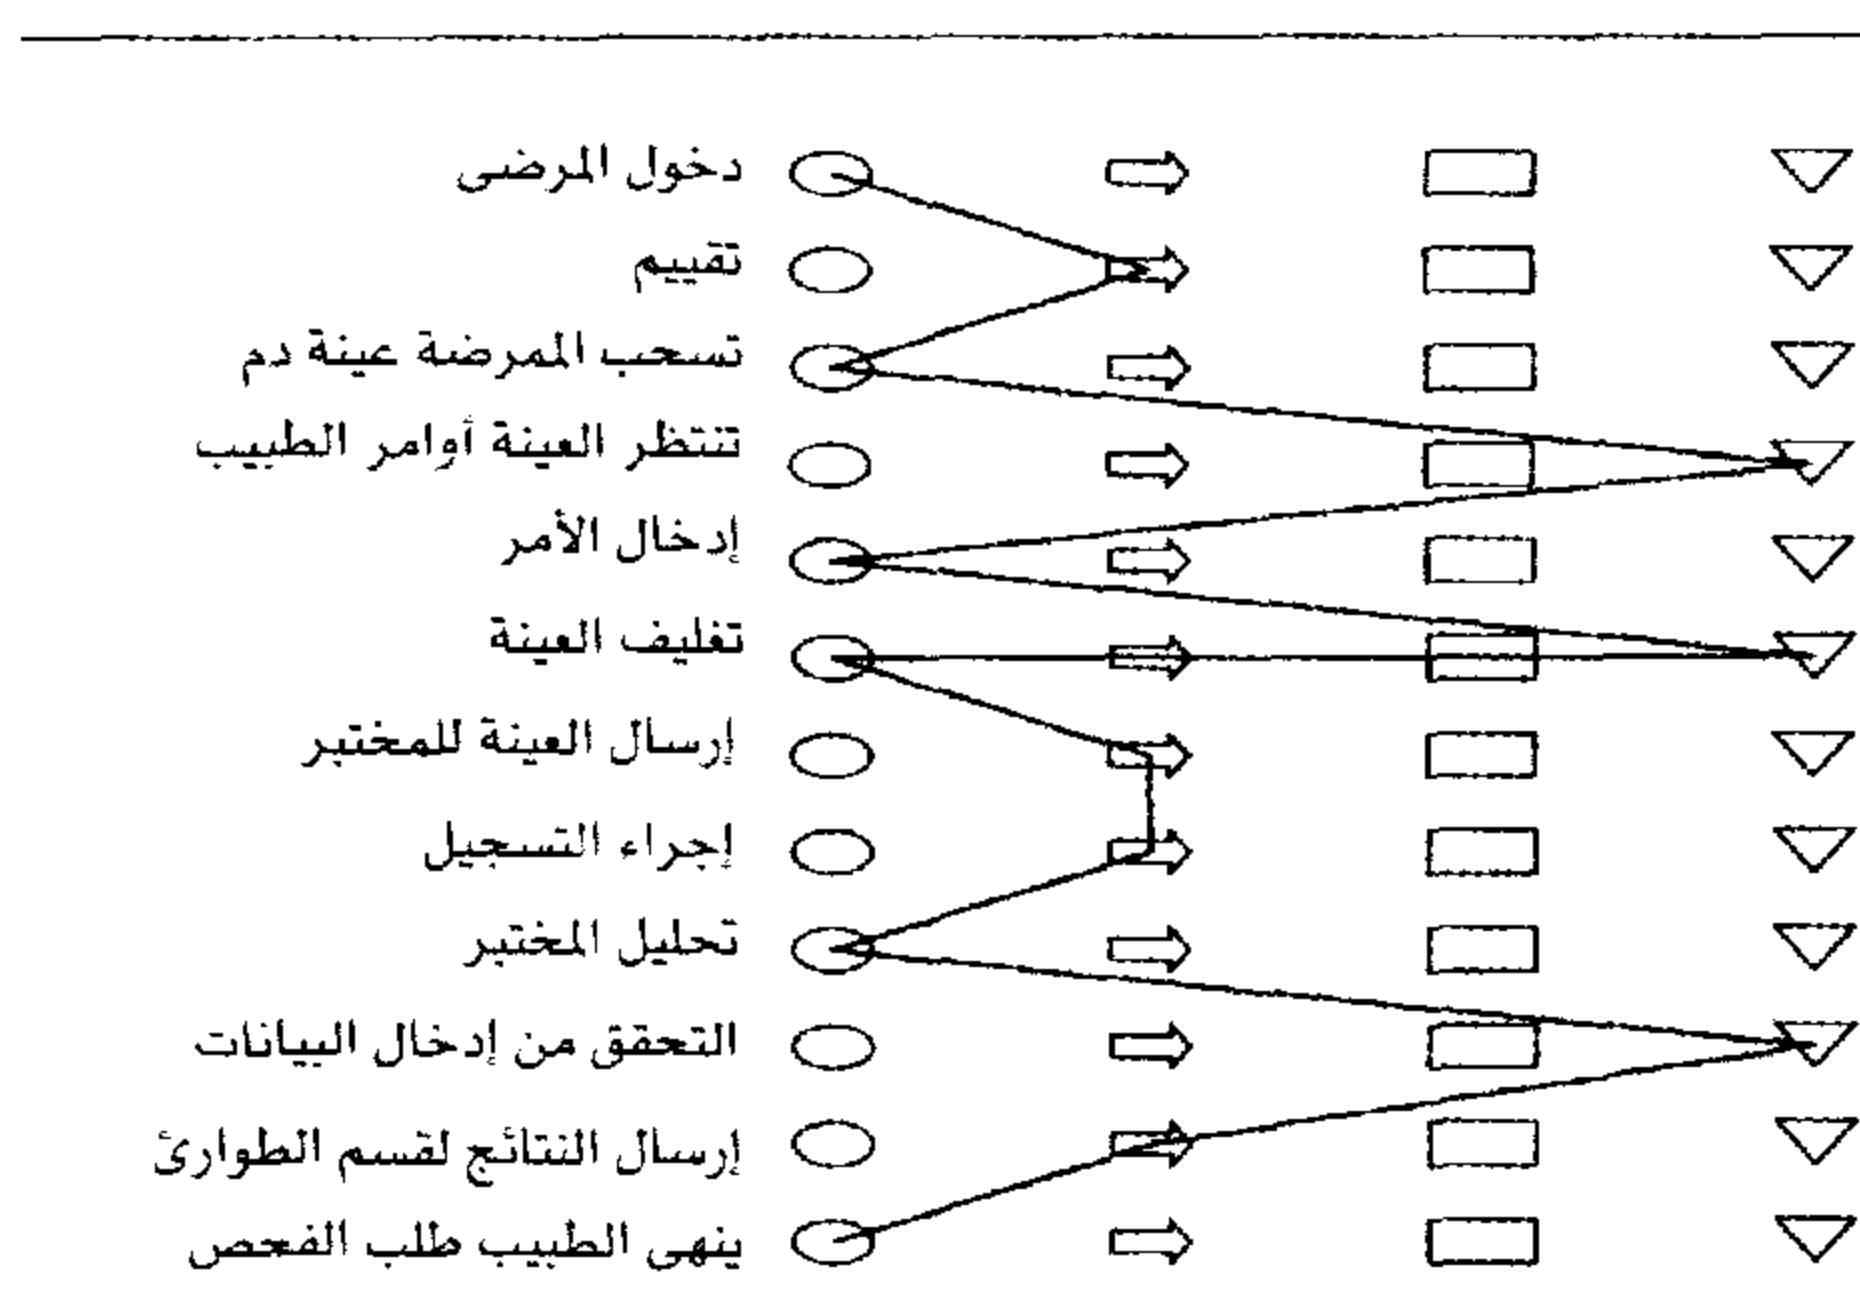 دخول المرضى
تقييم
تسحب الممرضة عينة دم
تنتظر العينة أوامر الطبيب
إدخال الأمر
تغليف العينة
إرسال العينة للمختبر
إجراء التسجيل
تحليل المختبر
التحقق من إدخال البيانات
إرسال النتائج لقسم الطوارئ
ينهى الطبيب طلب الفحص